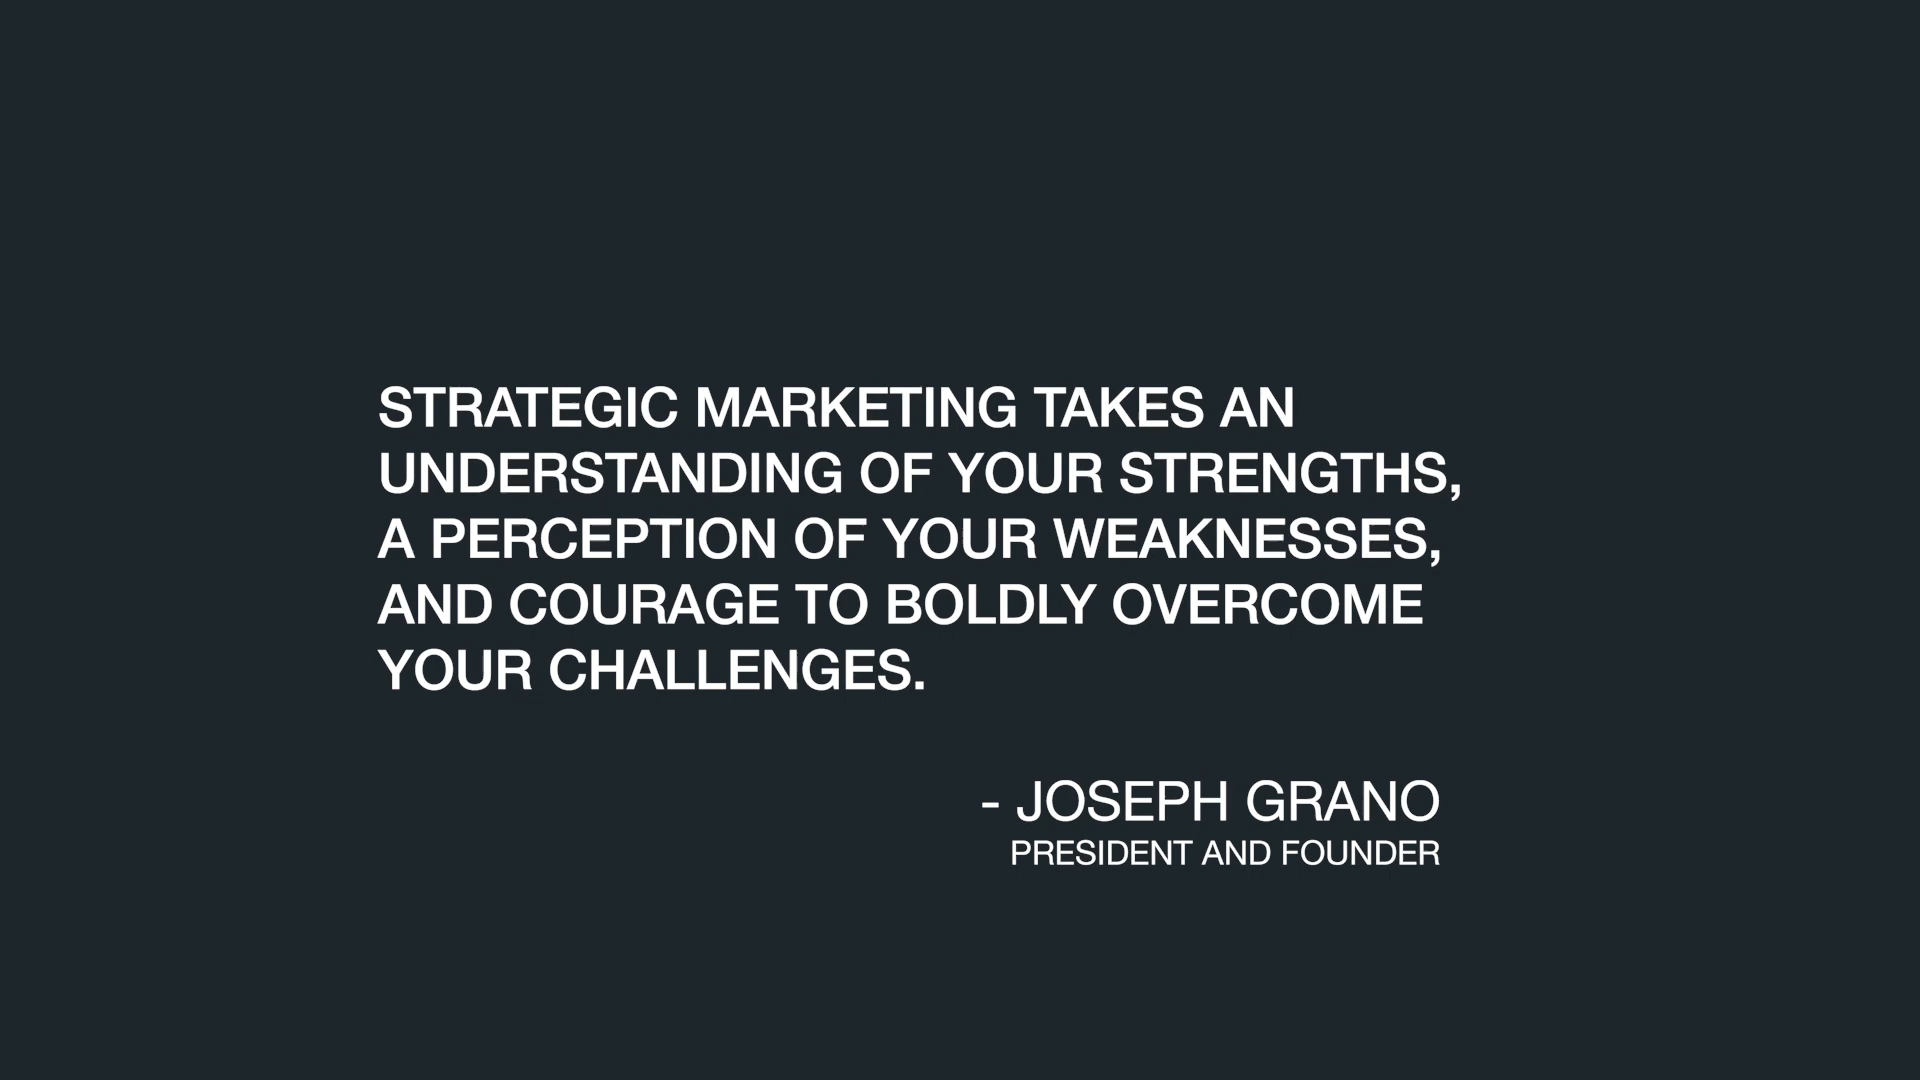 STRATEGIC MARKETING TAKES AN
UNDERSTANDING OF YOUR STRENGTHS,
A PERCEPTION OF YOUR WEAKNESSES,
AND COURAGE TO BOLDLY OVERCOME
YOUR CHALLENGES.
- JOSEPH GRANO
PRESIDENT AND FOUNDER